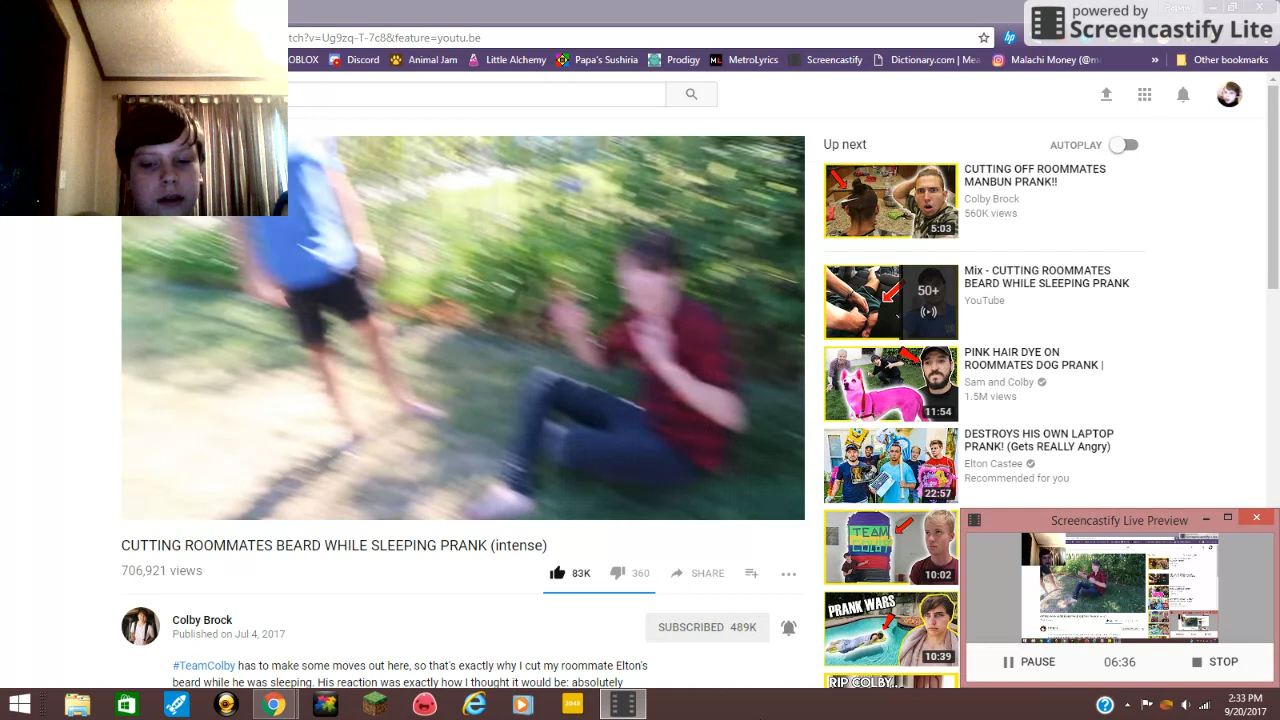 powered by
Screencastify Lite
tch?v=Ug9zq-T-7c8&feature=youtu.be
OBLOX
Discord
Animal Jam
Little Alchemy
Papa's Sushiria
Prodigy
MetroLyrics
Screencastify
Dictionary.com | Mea
Malachi Money (@m
»
Other bookmarks
Up next
AUTOPLAY
CUTTING OFF ROOMMATES
MANBUN PRANK!!
Colby Brock
560K views
5:03
Mix - CUTTING ROOMMATES
BEARD WHILE SLEEPING PRANK
YouTube
50+
PINK HAIR DYE ON
ROOMMATES DOG PRANK |
Sam and Colby
1.5M views
11:54
DESTROYS HIS OWN LAPTOP
PRANK! (Gets REALLY Angry)
Elton Castee
Recommended for you
22:57
TEAM
COLBY
10:02
PRANK WARS
10:39
RIP COLBY...
CUTTING ROOMMATES BEARD WHILE SLEEPING PRANK (intense)
706,921 views
83K
360
SHARE
Colby Brock
Published on Jul 4, 2017
SUBSCRIBED 489K
#TeamColby has to make some moves out here, so that's exactly why I cut my roommate Elton's
beard while he was sleeping. His reaction was exactly how I thought it would be: absolutely
Screencastify Live Preview
PAUSE
06:36
STOP
2048
2:33 PM
9/20/2017